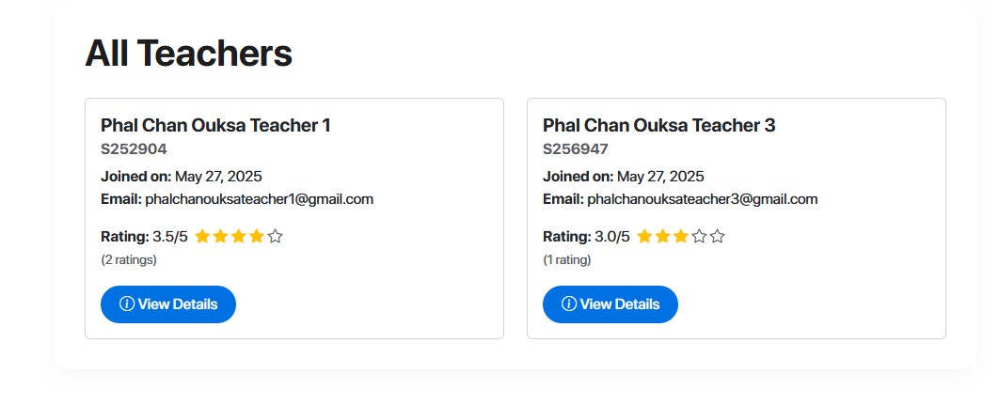 All Teachers
Phal Chan Ouksa Teacher 1
S252904
Joined on: May 27, 2025
Email: phalchanouksateacher1@gmail.com
Rating: 3.5/5
(2 ratings)
View Details
Phal Chan Ouksa Teacher 3
S256947
Joined on: May 27, 2025
Email: phalchanouksateacher3@gmail.com
Rating: 3.0/5
(1 rating)
View Details